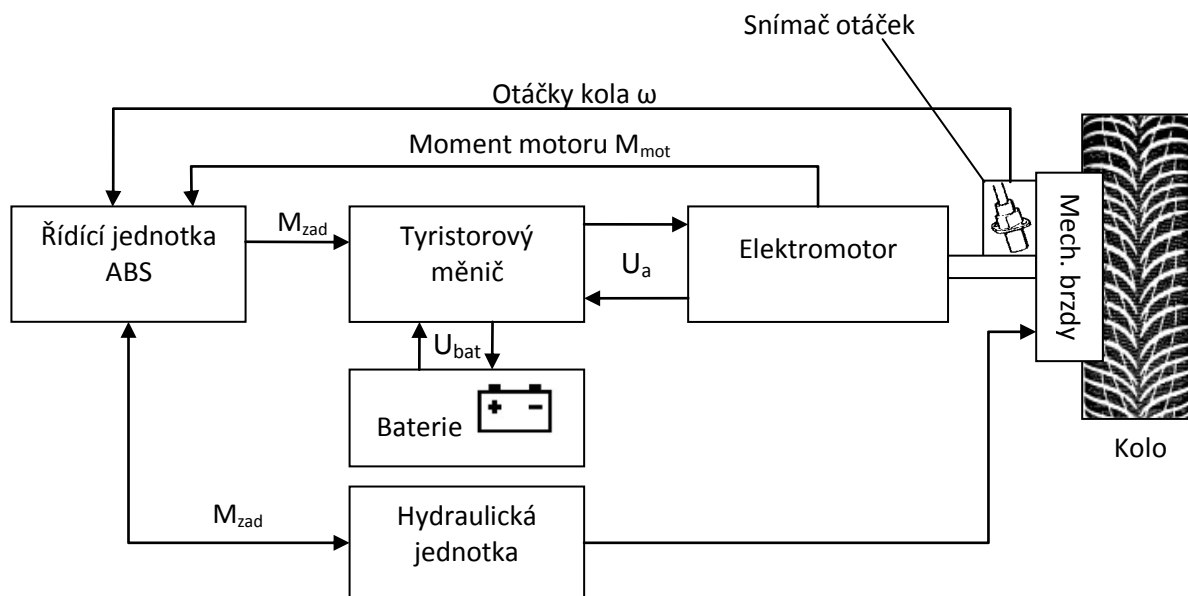 Snímač otáček
Otáčky kola ω
Moment motoru Mmot
Řídící jednotka
ABS
Mzad
Tyristorový
měnič
Ua
Elektromotor
Mech. brzdy
Ubat
Baterie
+ −
Kolo
Mzad
Hydraulická
jednotka